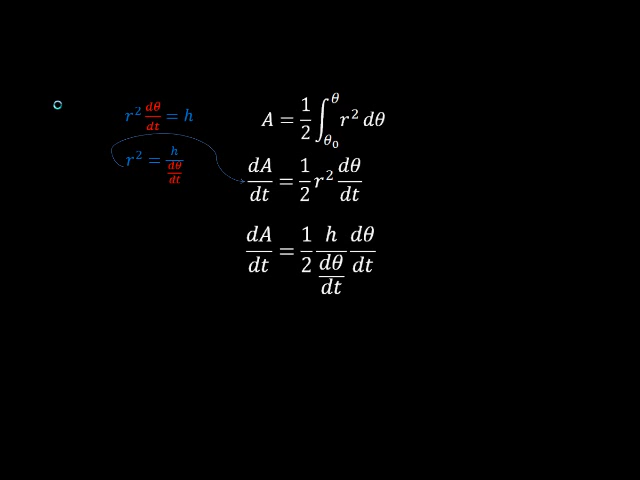 r² dθ/dt = h
A = 1/2 ∫_θ₀^θ r² dθ
r² = h/(dθ/dt)
dA/dt = 1/2 r² dθ/dt
dA/dt = 1/2 h/(dθ/dt) dθ/dt